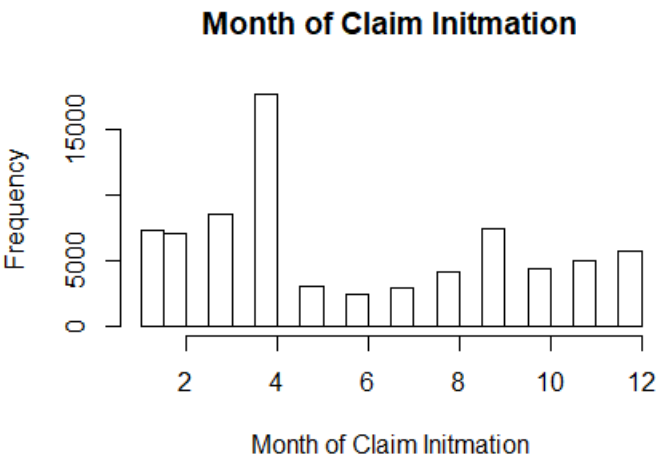 Month of Claim Initmation
Frequency
15000
5000
0
2 4 6 8 10 12
Month of Claim Initmation